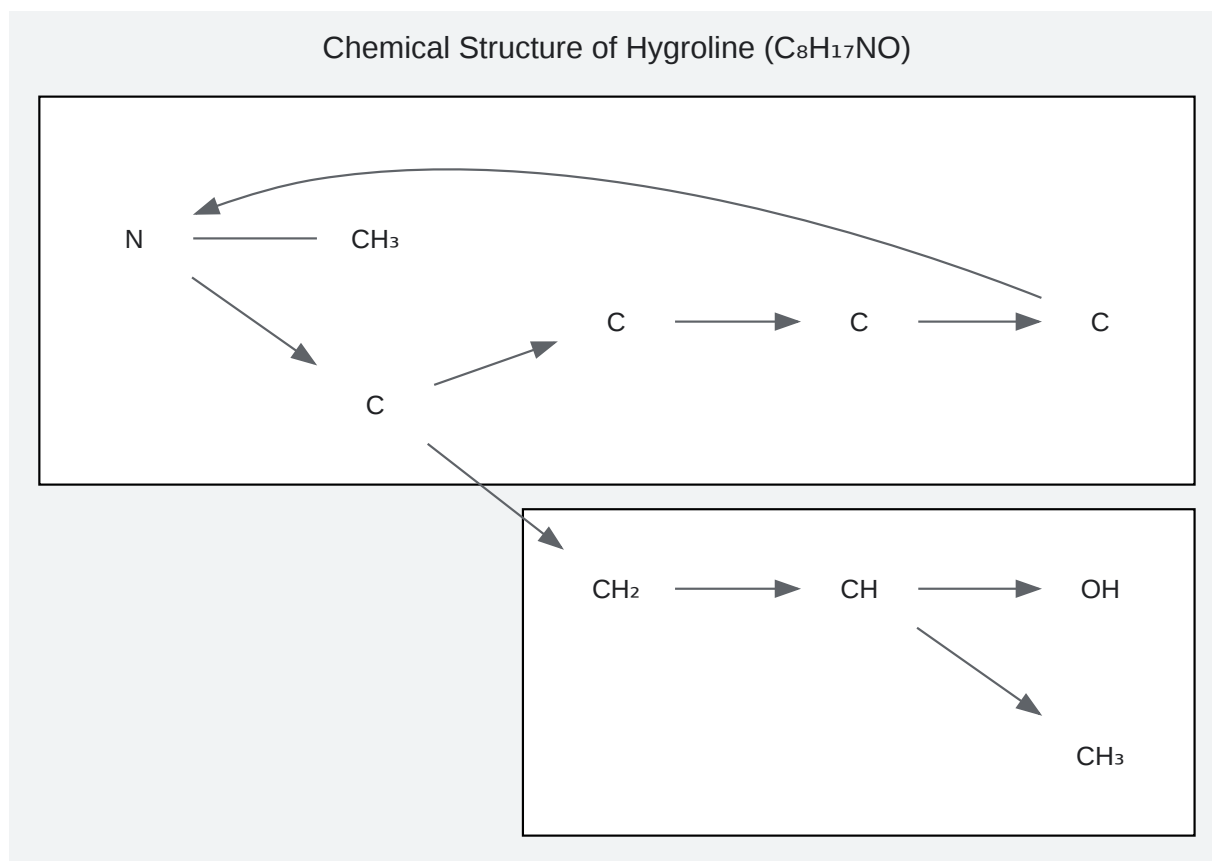 Chemical Structure of Hygroline (C₈H₁₇NO)
N
CH₃
C
C
C
C
CH₂
CH
OH
CH₃